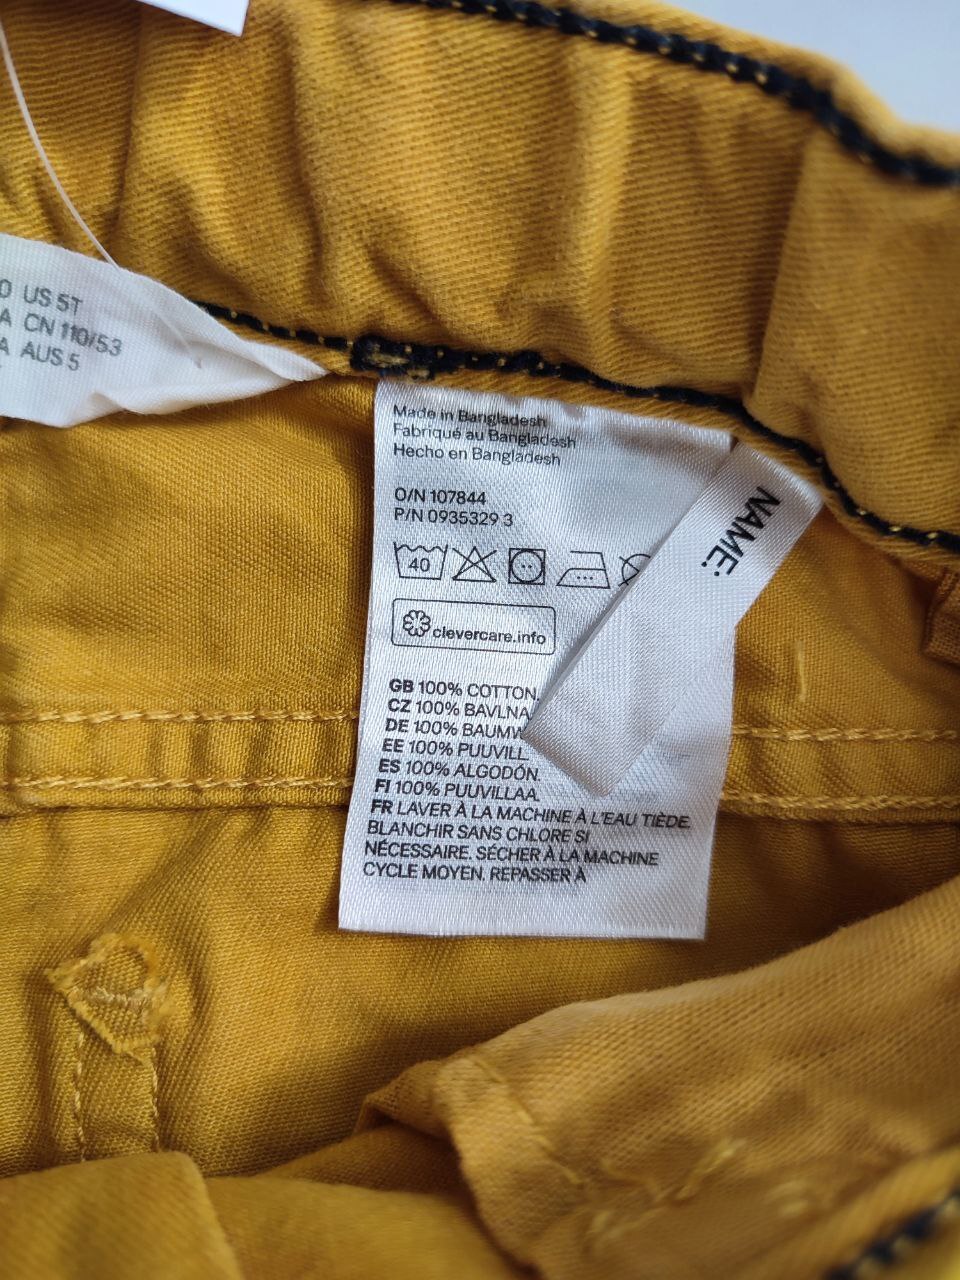 US 5T
CN 110/53
AUS 5
Made in Bangladesh
Fabriqué au Bangladesh
Hecho en Bangladesh
O/N 107844
P/N 0935329 3
40
clevercare.info
NAME:
GB 100% COTTON.
CZ 100% BAVLNA
DE 100% BAUMW
EE 100% PUUVILL
ES 100% ALGODÓN.
FI 100% PUUVILLAA.
FR LAVER À LA MACHINE À L'EAU TIÈDE.
BLANCHIR SANS CHLORE SI
NÉCESSAIRE. SÉCHER À LA MACHINE
CYCLE MOYEN. REPASSER À